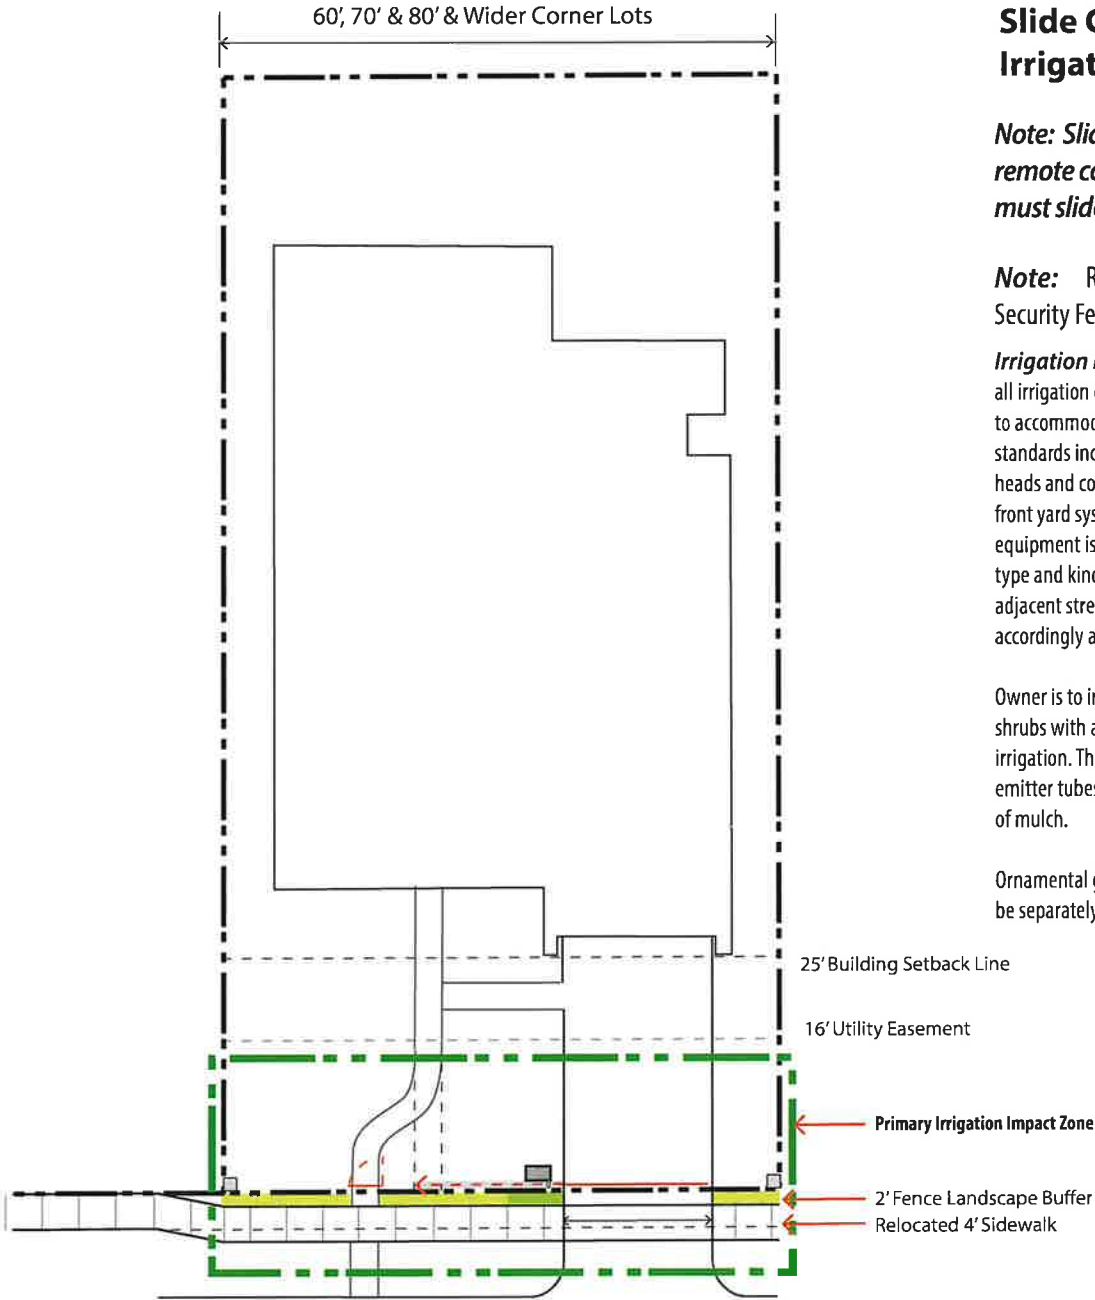 60', 70' & 80' & Wider Corner Lots
Slide
Irrigat
Note: Slid
remote co
must slide
Note: R
Security Fe
Irrigation
all irrigation
to accommod
standards inc
heads and co
front yard sys
equipment is
type and kind
adjacent stre
accordingly a
Owner is to in
shrubs with a
irrigation. Th
emitter tubes
of mulch.
Ornamental g
be separately
25' Building Setback Line
16' Utility Easement
Primary Irrigation Impact Zone
2' Fence Landscape Buffer
Relocated 4' Sidewalk